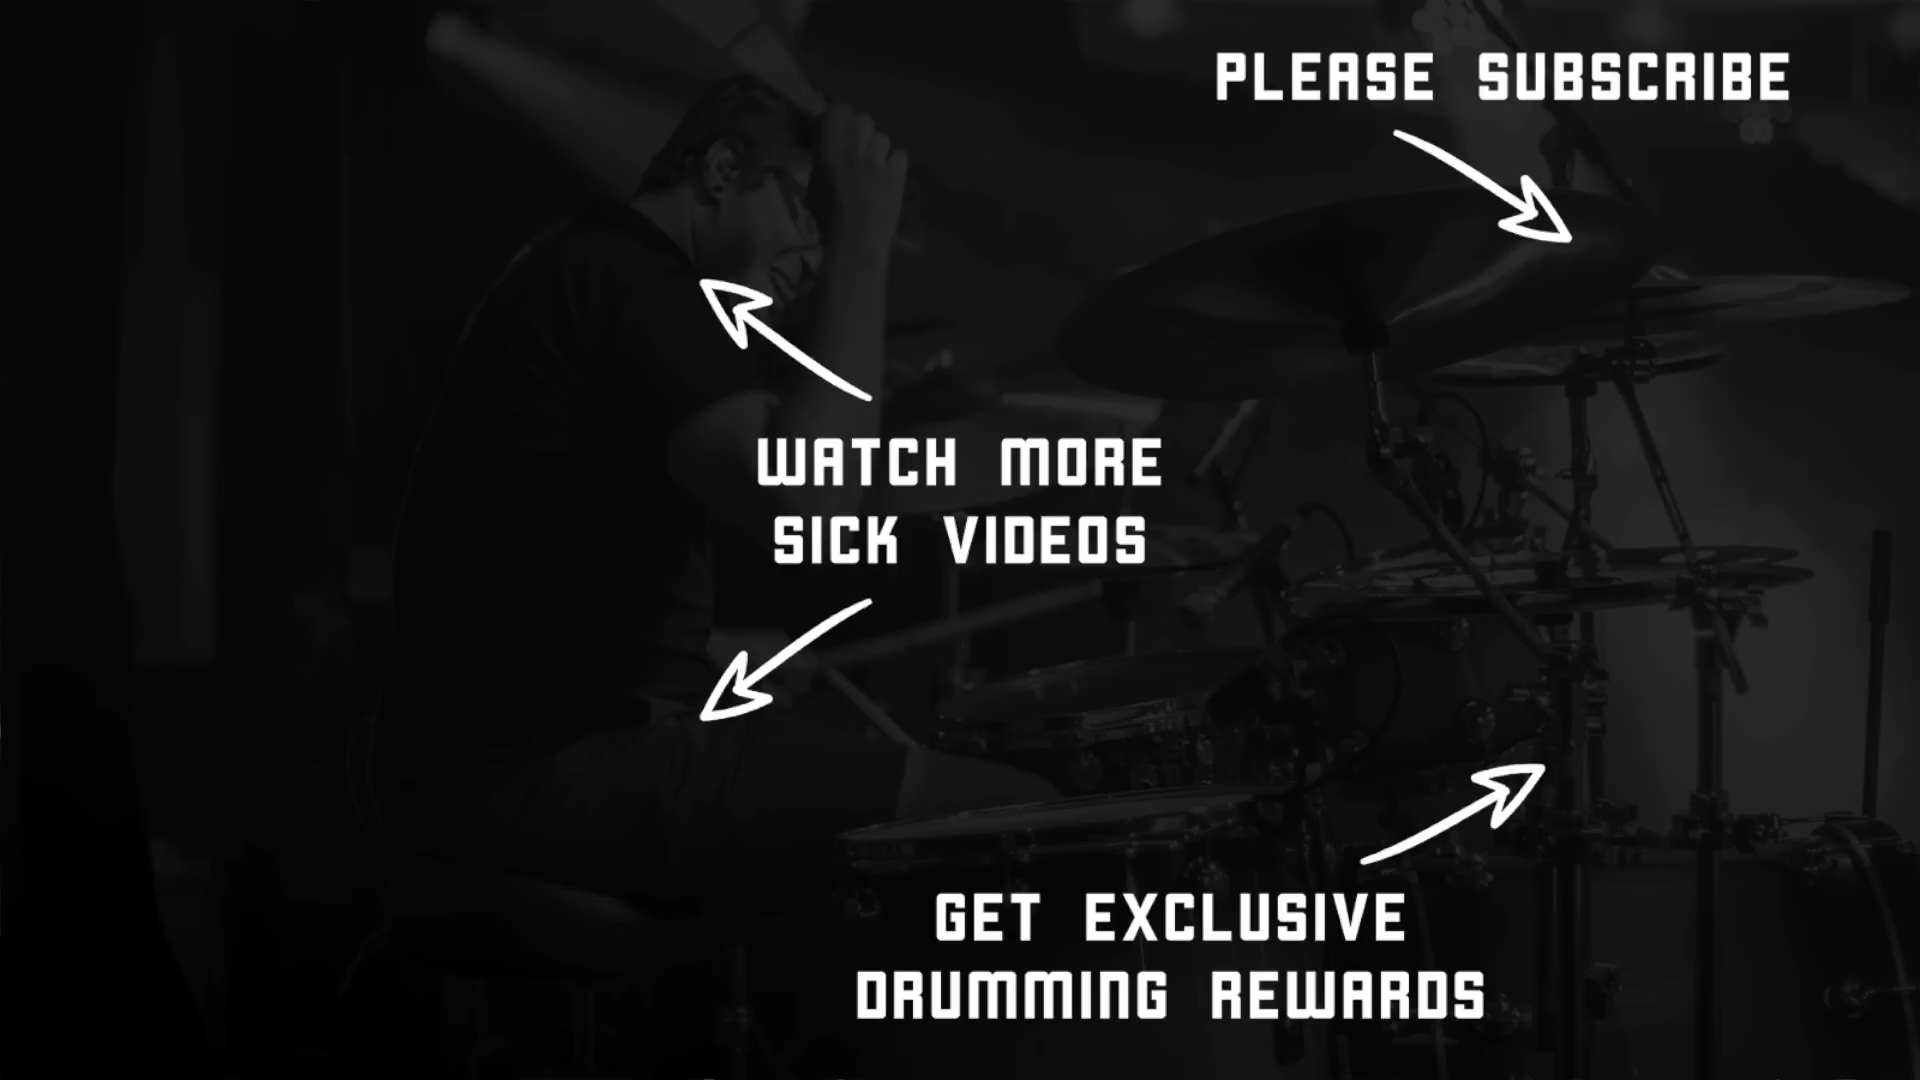 PLEASE SUBSCRIBE
WATCH MORE
SICK VIDEOS
GET EXCLUSIVE
DRUMMING REWARDS